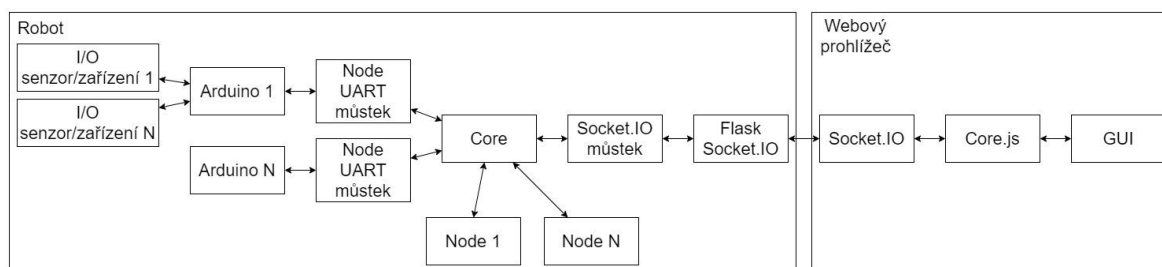 Robot
I/O
senzor/zařízení 1
I/O
senzor/zařízení N
Arduino 1
Node
UART
můstek
Arduino N
Node
UART
můstek
Core
Node 1
Node N
Socket.IO
můstek
Flask
Socket.IO
Webový
prohlížeč
Socket.IO
Core.js
GUI